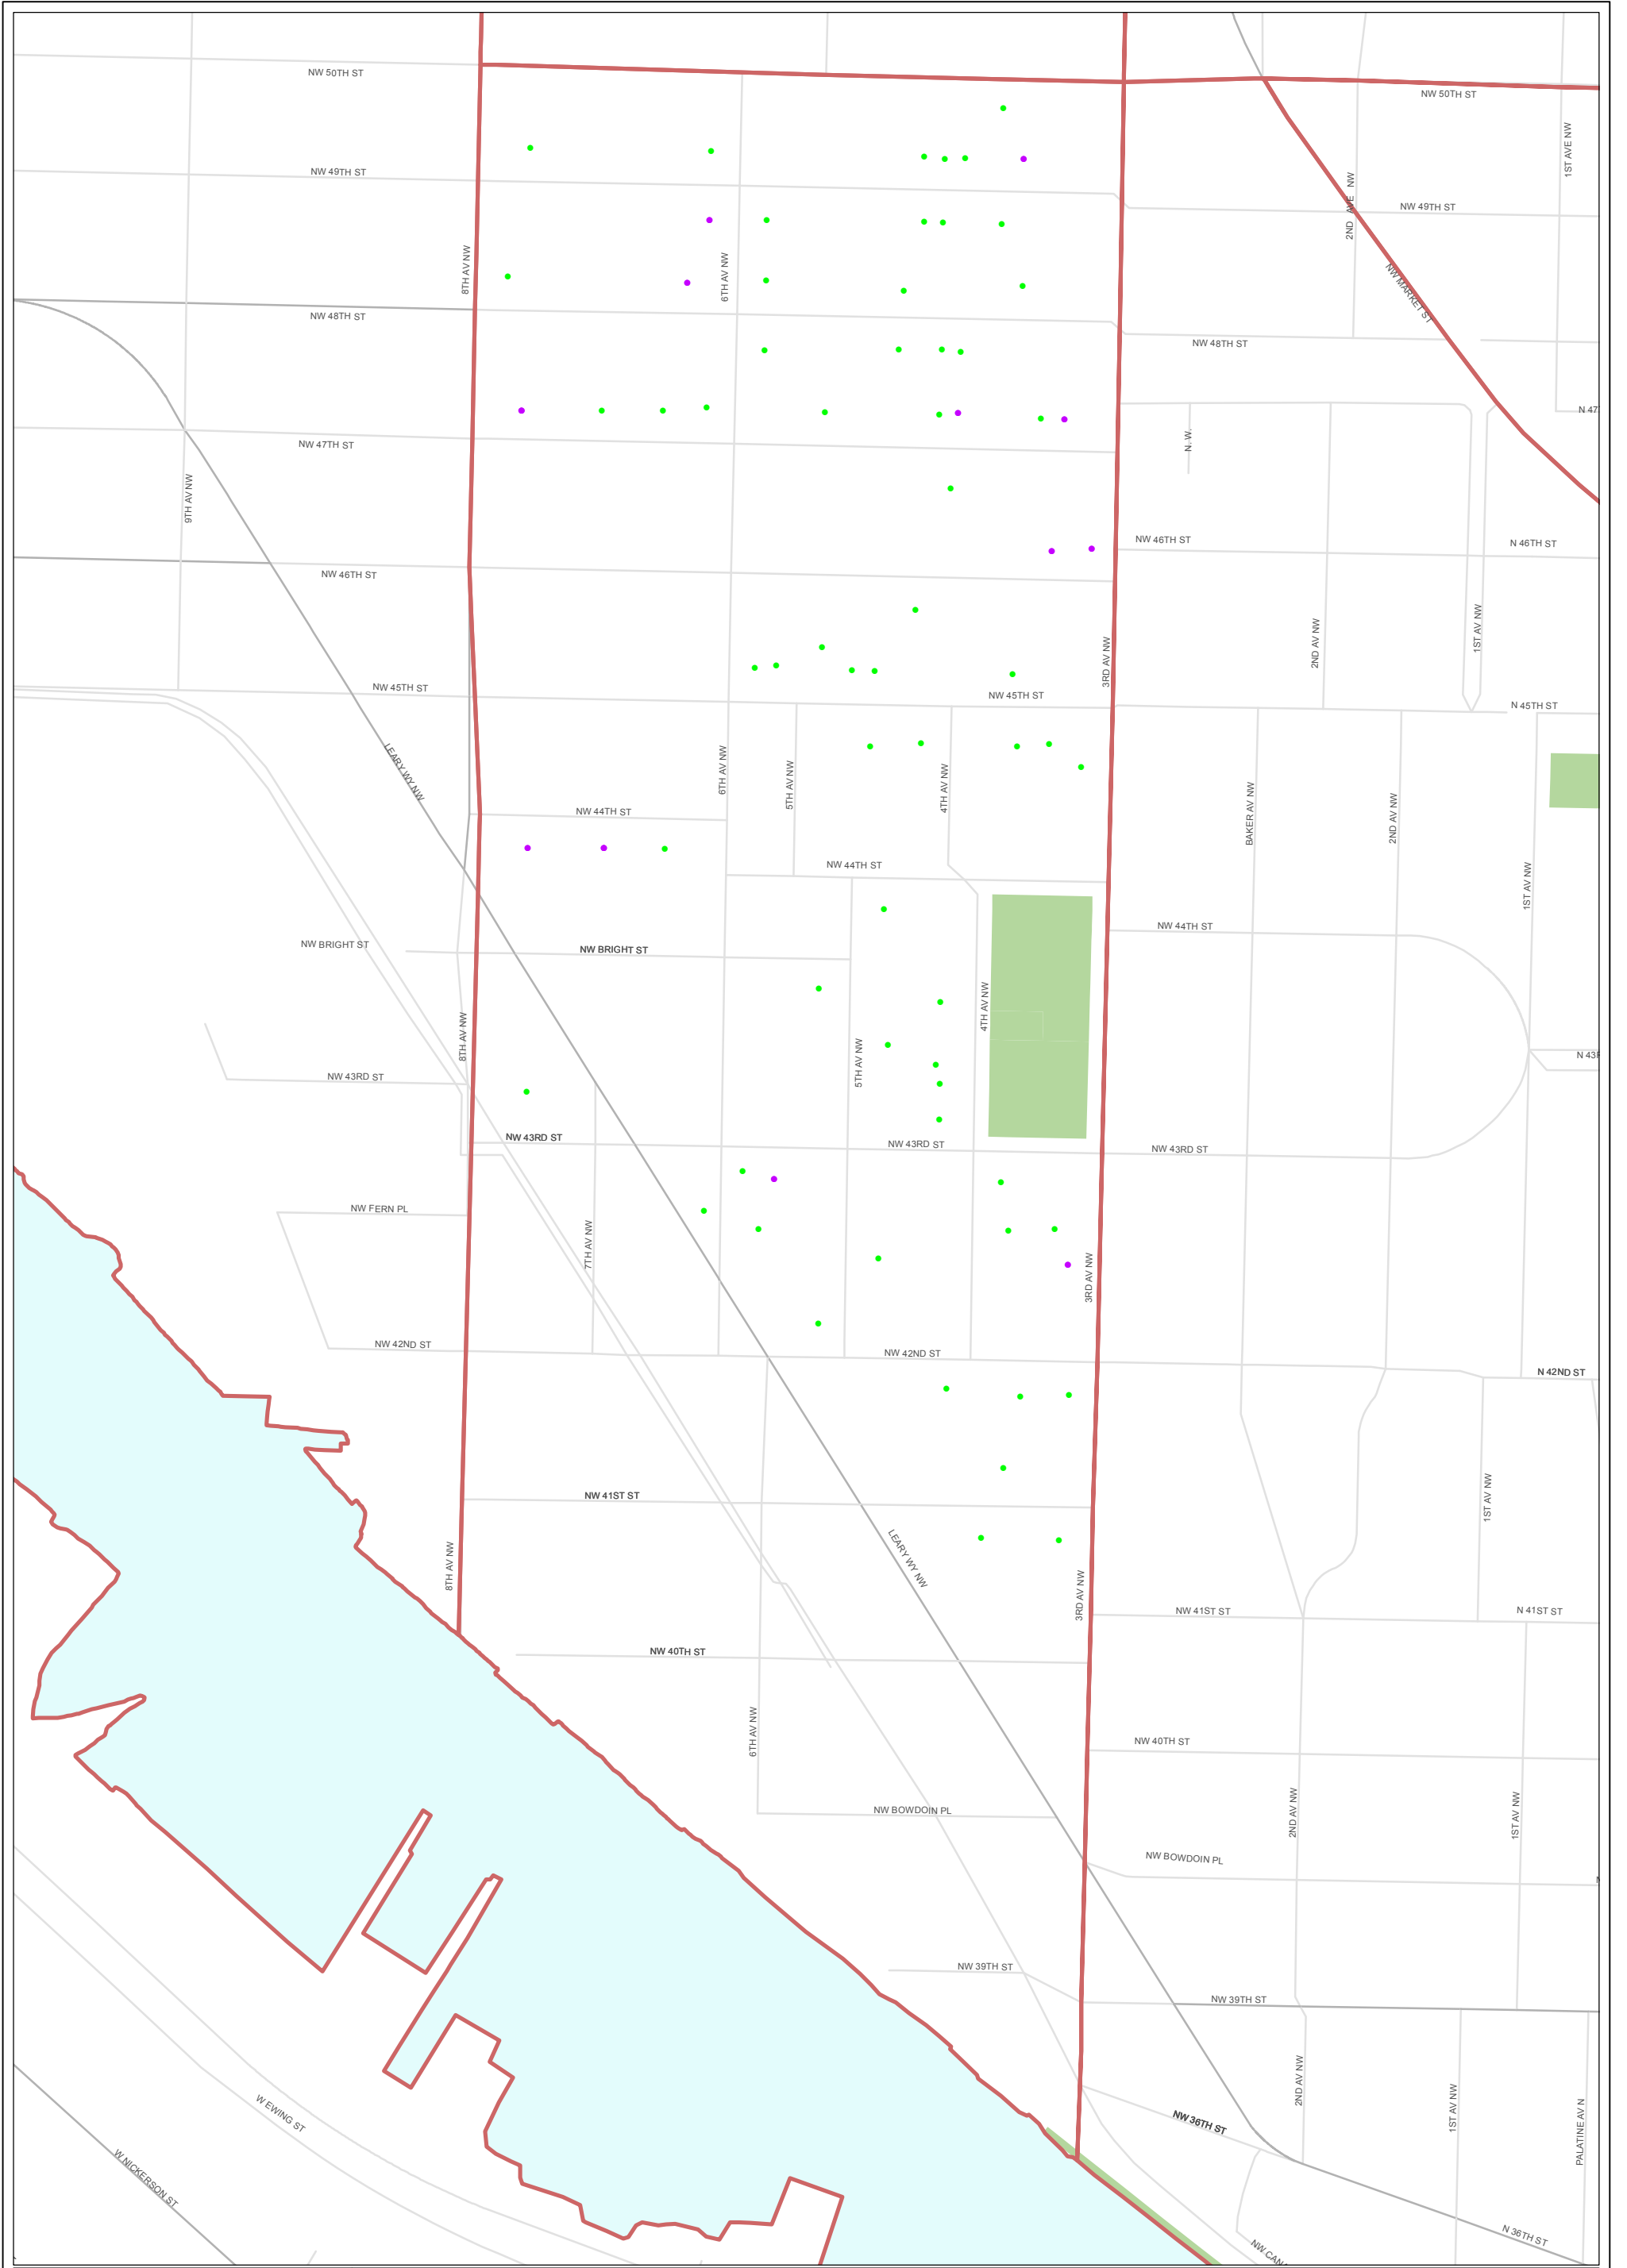 NW 50TH ST
NW 50TH ST
1ST AVE NW
NW 49TH ST
2ND AVE NW
NW 49TH ST
8TH AV NW
6TH AV NW
NW MARKET ST
NW 48TH ST
NW 48TH ST
N 47
NW 47TH ST
N. W.
9TH AV NW
NW 46TH ST
N 46TH ST
NW 46TH ST
3RD AV NW
2ND AV NW
1ST AV NW
NW 45TH ST
NW 45TH ST
N 45TH ST
LEARY WY NW
6TH AV NW
5TH AV NW
4TH AV NW
BAKER AV NW
2ND AV NW
NW 44TH ST
NW 44TH ST
1ST AV NW
NW 44TH ST
NW BRIGHT ST
NW BRIGHT ST
4TH AV NW
8TH AV NW
5TH AV NW
N 43R
NW 43RD ST
NW 43RD ST
NW 43RD ST
NW 43RD ST
NW FERN PL
7TH AV NW
3RD AV NW
NW 42ND ST
NW 42ND ST
N 42ND ST
NW 41ST ST
1ST AV NW
8TH AV NW
LEARY WY NW
3RD AV NW
NW 41ST ST
N 41ST ST
NW 40TH ST
6TH AV NW
NW 40TH ST
NW BOWDOIN PL
2ND AV NW
1ST AV NW
NW BOWDOIN PL
NW 39TH ST
NW 39TH ST
W EWING ST
NW 36TH ST
2ND AV NW
1ST AV NW
PALATINE AV N
W NICKERSON ST
N 36TH ST
NW CAN